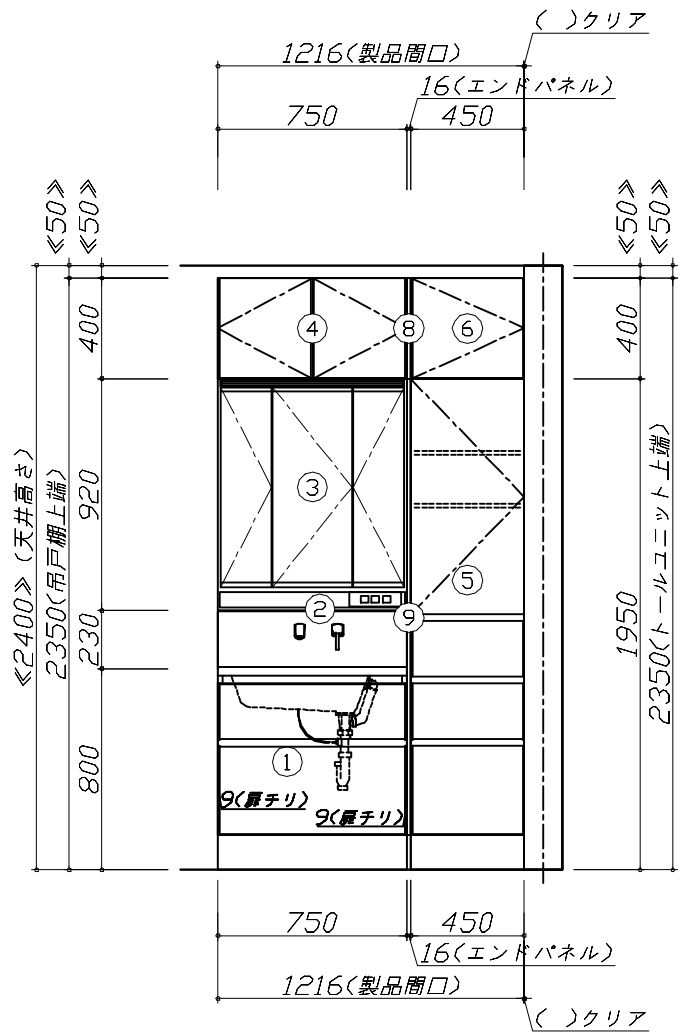 ( )クリア
1216(製品間口)
16(エンドパネル)
750
450
≪50≫
≪50≫
≪50≫
≪50≫
400
400
4
8
6
920
3
5
2
9
≪2400≫(天井高さ)
2350(吊戸棚上端)
230
1950
2350(トールユニット上端)
800
1
9(扉チリ)
9(扉チリ)
750
450
16(エンドパネル)
1216(製品間口)
( )クリア